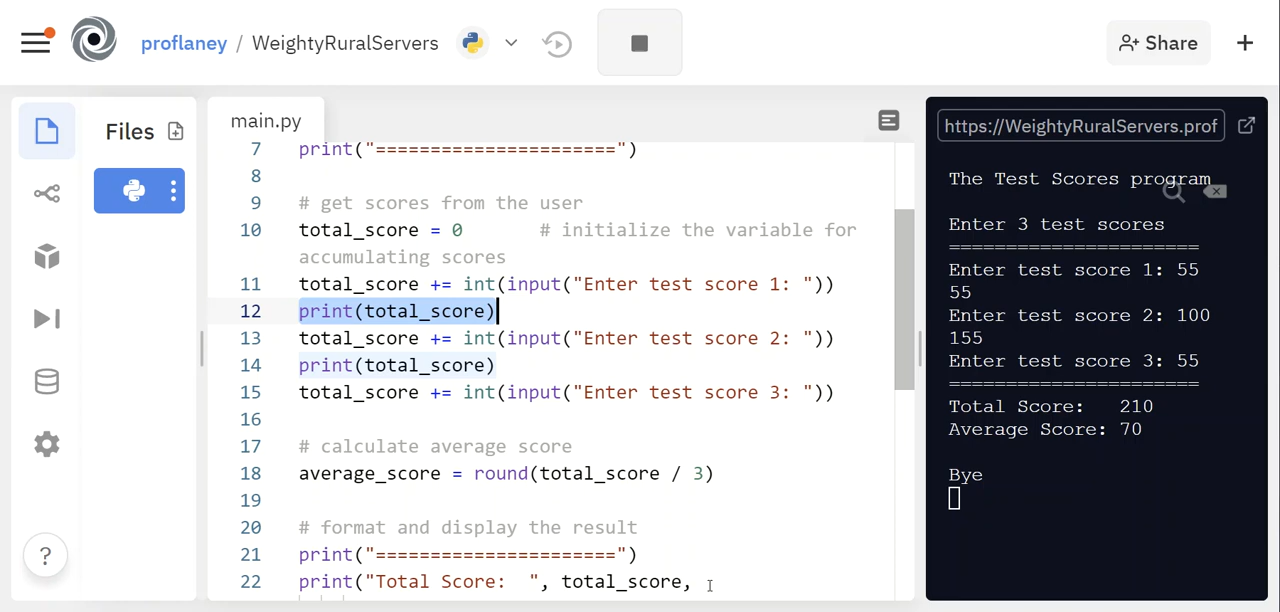 proflaney / WeightyRuralServers
Share
Files
main.py
7 print("======================")
8
9 # get scores from the user
10 total_score = 0 # initialize the variable for
accumulating scores
11 total_score += int(input("Enter test score 1: "))
12 print(total_score)
13 total_score += int(input("Enter test score 2: "))
14 print(total_score)
15 total_score += int(input("Enter test score 3: "))
16
17 # calculate average score
18 average_score = round(total_score / 3)
19
20 # format and display the result
21 print("======================")
22 print("Total Score:  ", total_score,
?
https://WeightyRuralServers.prof
The Test Scores program
Enter 3 test scores
======================
Enter test score 1: 55
55
Enter test score 2: 100
155
Enter test score 3: 55
======================
Total Score:   210
Average Score: 70
Bye